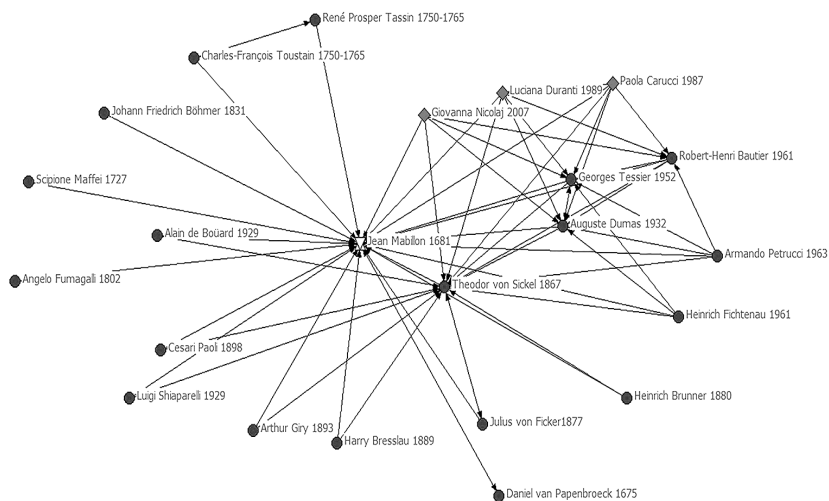 René Prosper Tassin 1750-1765
Charles-François Toustain 1750-1765
Paola Carucci 1987
Luciana Duranti 1989
Johann Friedrich Böhmer 1831
Giovanna Nicolaj 2007
Robert-Henri Bautier 1961
Scipione Maffei 1727
Georges Tessier 1952
Auguste Dumas 1932
Alain de Boüard 1929
Jean Mabillon 1681
Armando Petrucci 1963
Angelo Fumagali 1802
Theodor von Sickel 1867
Heinrich Fichtenau 1961
Cesari Paoli 1898
Luigi Shiaparelli 1929
Heinrich Brunner 1880
Julus von Ficker1877
Arthur Giry 1893
Harry Bresslau 1889
Daniel van Papenbroeck 1675